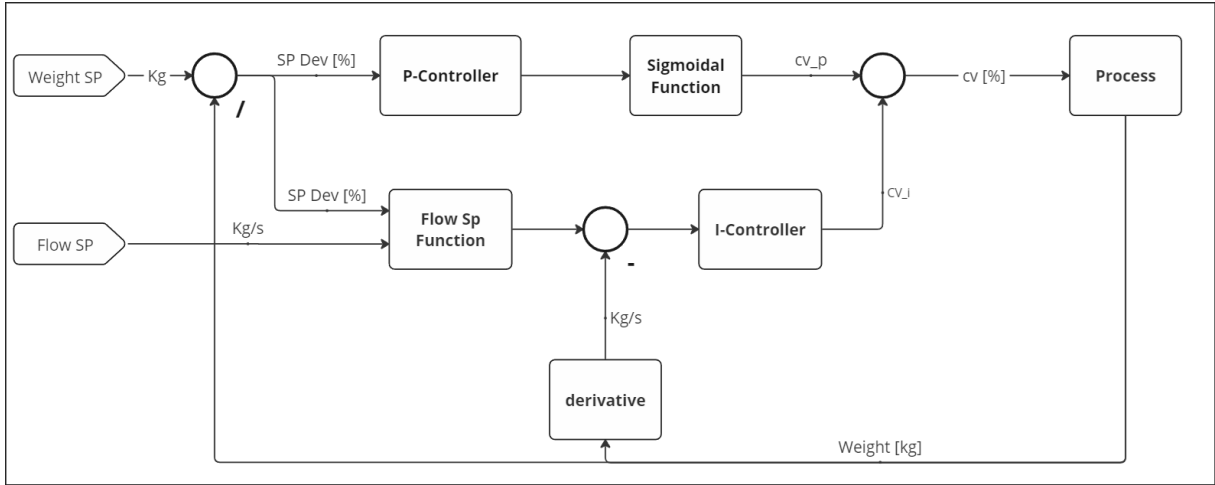 Weight SP
Kg
/
SP Dev [%]
P-Controller
Sigmoidal
Function
cv_p
cv [%]
Process
SP Dev [%]
Flow SP
Kg/s
Flow Sp
Function
-
I-Controller
CV_i
Kg/s
derivative
Weight [kg]